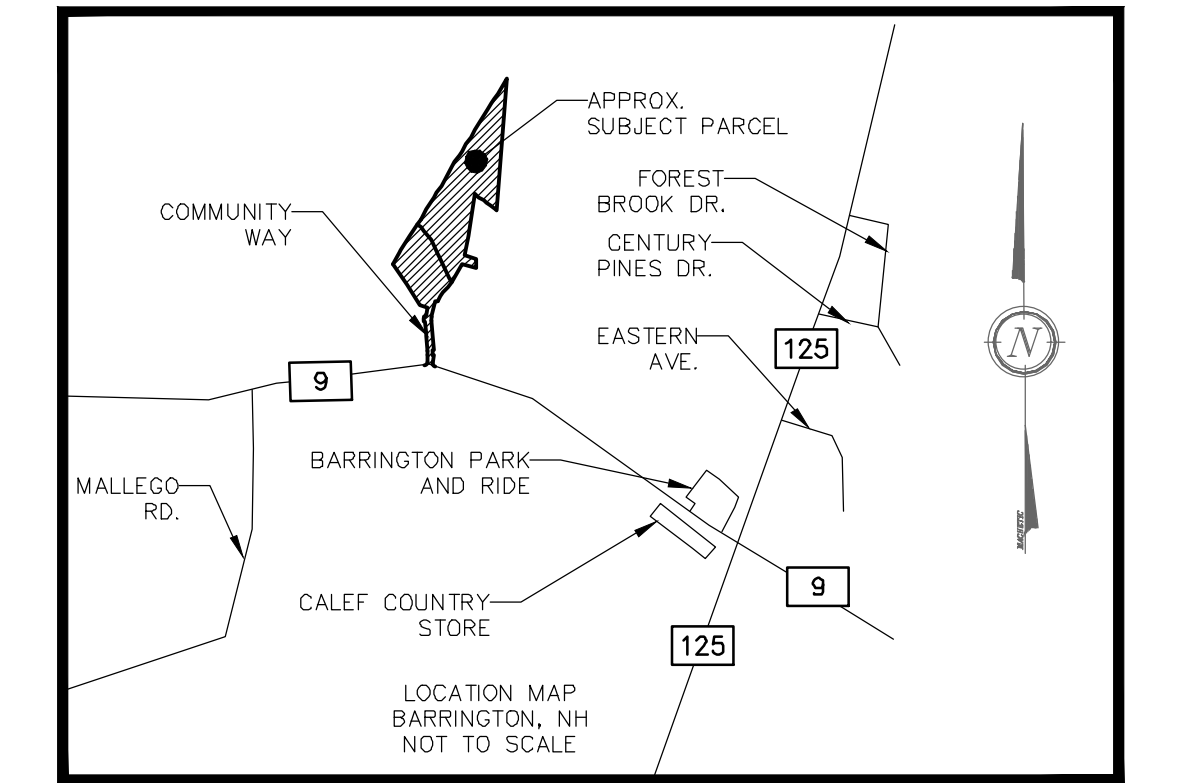 APPROX.
SUBJECT PARCEL
FOREST
BROOK DR.
COMMUNITY
WAY
CENTURY
PINES DR.
EASTERN
AVE.
125
N
9
BARRINGTON PARK
AND RIDE
MALLEGO
RD.
MAGNETIC
9
CALEF COUNTRY
STORE
125
LOCATION MAP
BARRINGTON, NH
NOT TO SCALE